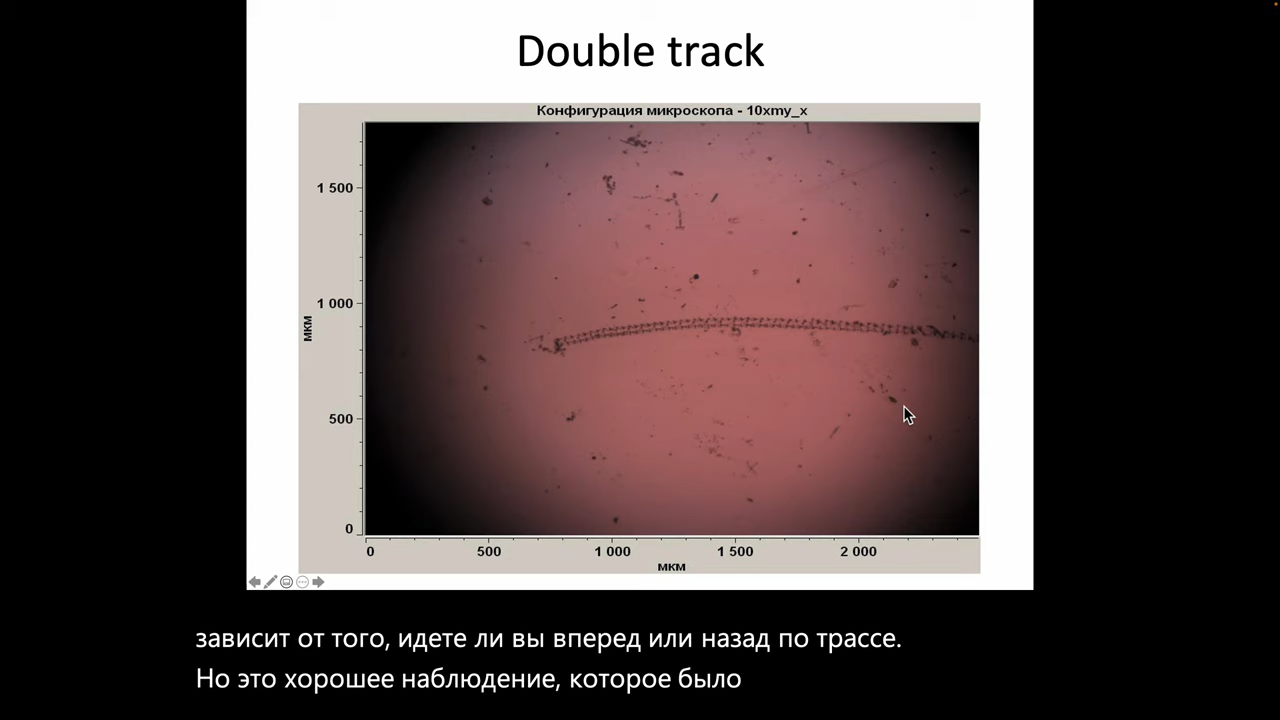 Double track
Конфигурация микроскопа - 10xmy_x
1 500
1 000
мкм
500
0
0 500 1 000 1 500 2 000
мкм
зависит от того, идете ли вы вперед или назад по трассе.
Но это хорошее наблюдение, которое было